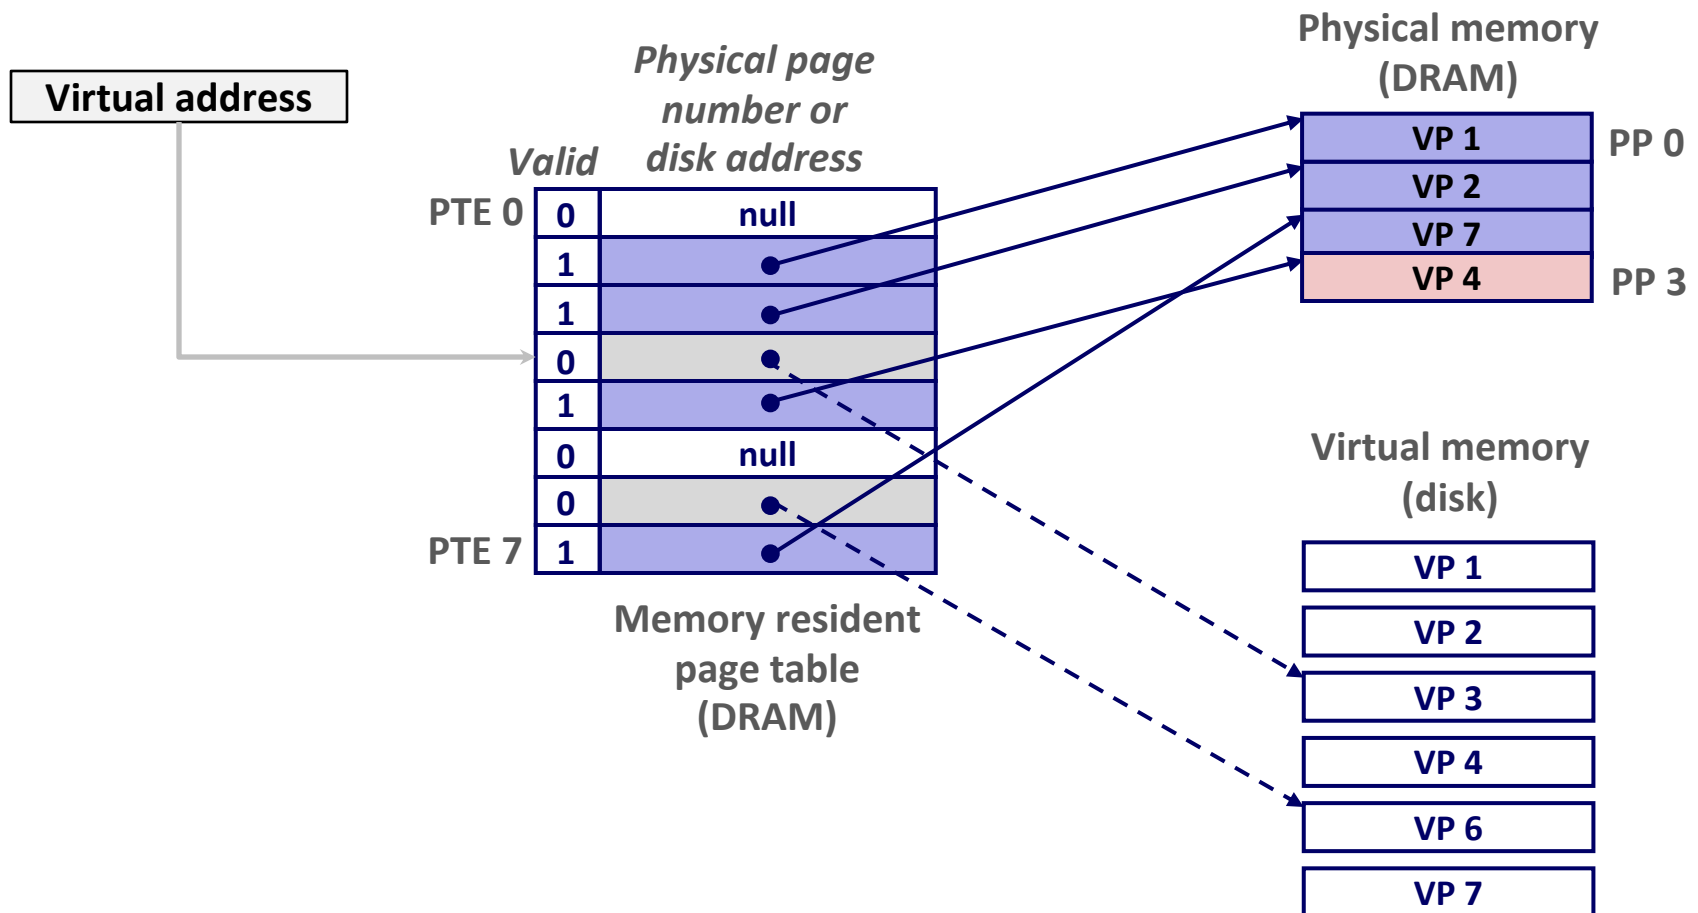 Virtual address
Physical page
number or
disk address
Valid
PTE 0
0
null
1
1
0
1
0
null
0
PTE 7
1
Memory resident
page table
(DRAM)
Physical memory
(DRAM)
VP 1
PP 0
VP 2
VP 7
VP 4
PP 3
Virtual memory
(disk)
VP 1
VP 2
VP 3
VP 4
VP 6
VP 7